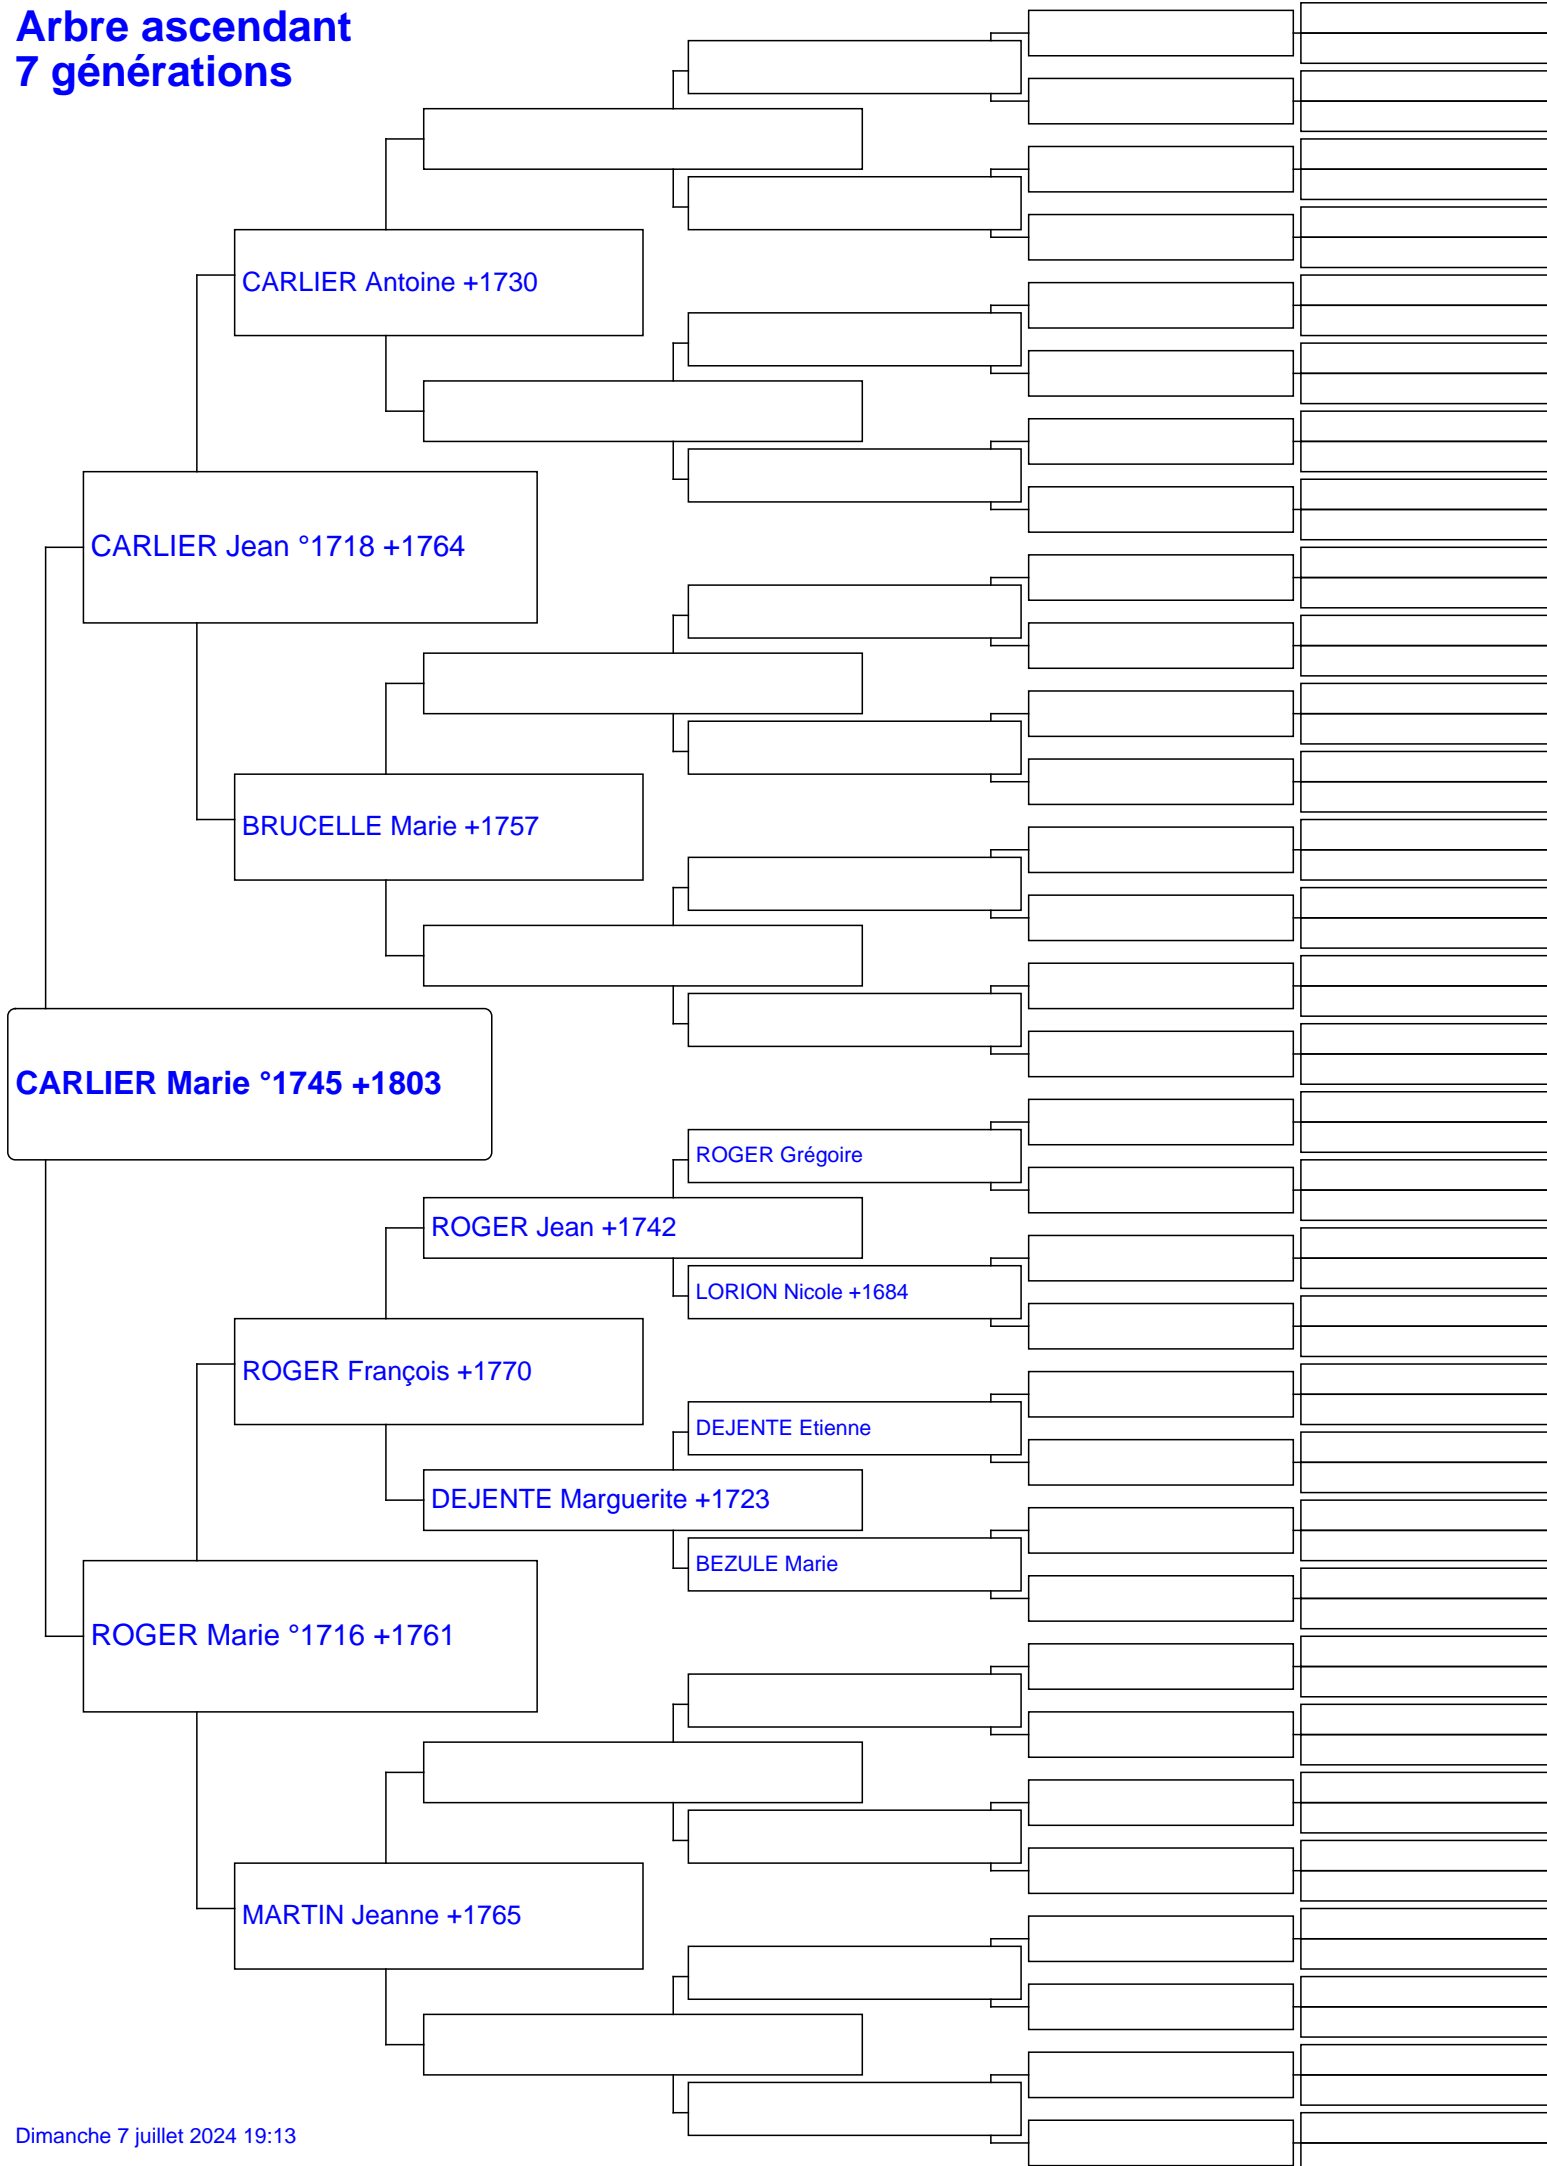 Arbre ascendant
7 générations
CARLIER Antoine +1730
CARLIER Jean °1718 +1764
BRUCELLE Marie +1757
CARLIER Marie °1745 +1803
ROGER Grégoire
ROGER Jean +1742
LORION Nicole +1684
ROGER François +1770
DEJENTE Etienne
DEJENTE Marguerite +1723
BEZULE Marie
ROGER Marie °1716 +1761
MARTIN Jeanne +1765
Dimanche 7 juillet 2024 19:13